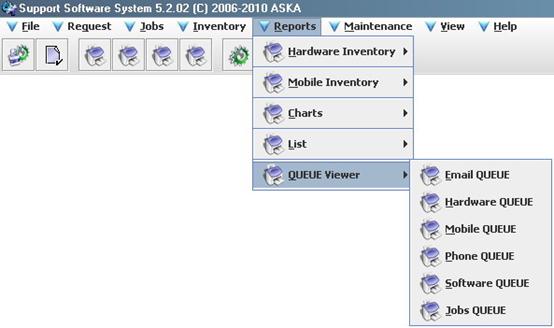 Support Software System 5.2.02 (C) 2006-2010 ASKA
File Request Jobs Inventory Reports Maintenance View Help
Hardware Inventory
Mobile Inventory
Charts
List
QUEUE Viewer
Email QUEUE
Hardware QUEUE
Mobile QUEUE
Phone QUEUE
Software QUEUE
Jobs QUEUE